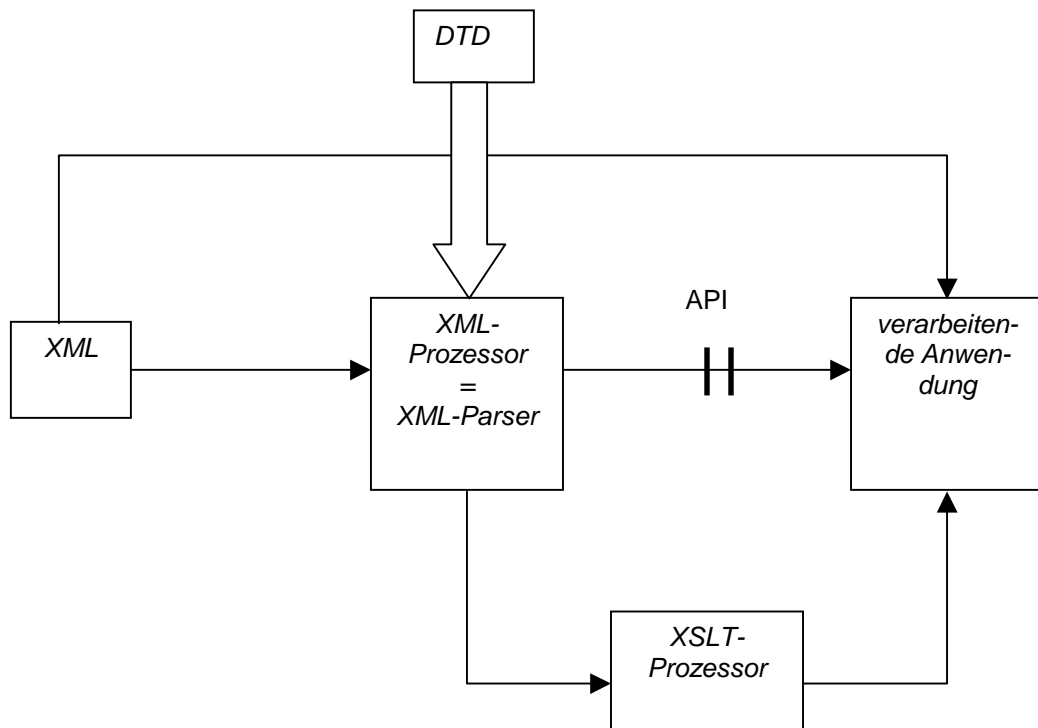 DTD
API
XML
XML-
Prozessor
=
XML-Parser
verarbeiten-
de Anwen-
dung
XSLT-
Prozessor